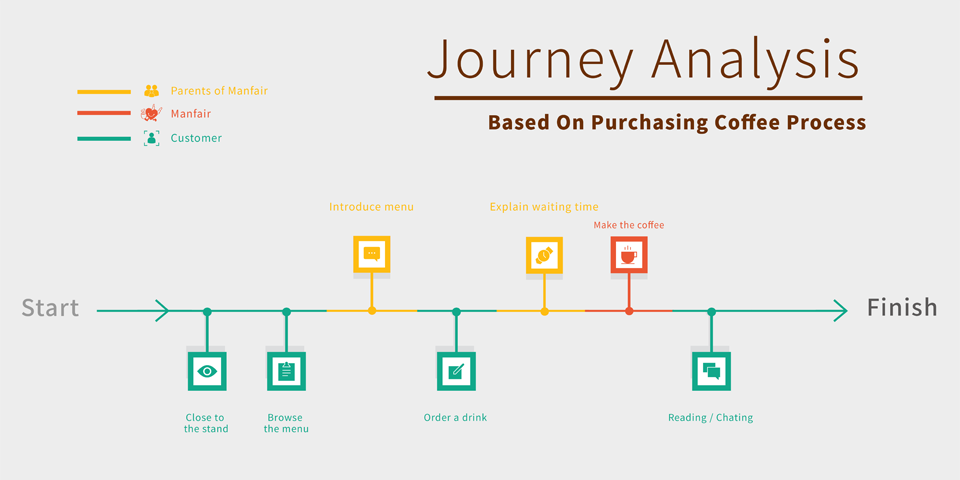 Journey Analysis
Based On Purchasing Coffee Process
Parents of Manfair
Manfair
Customer
Introduce menu
Explain waiting time
Make the coffee
Start
Finish
Close to
the stand
Browse
the menu
Order a drink
Reading / Chating